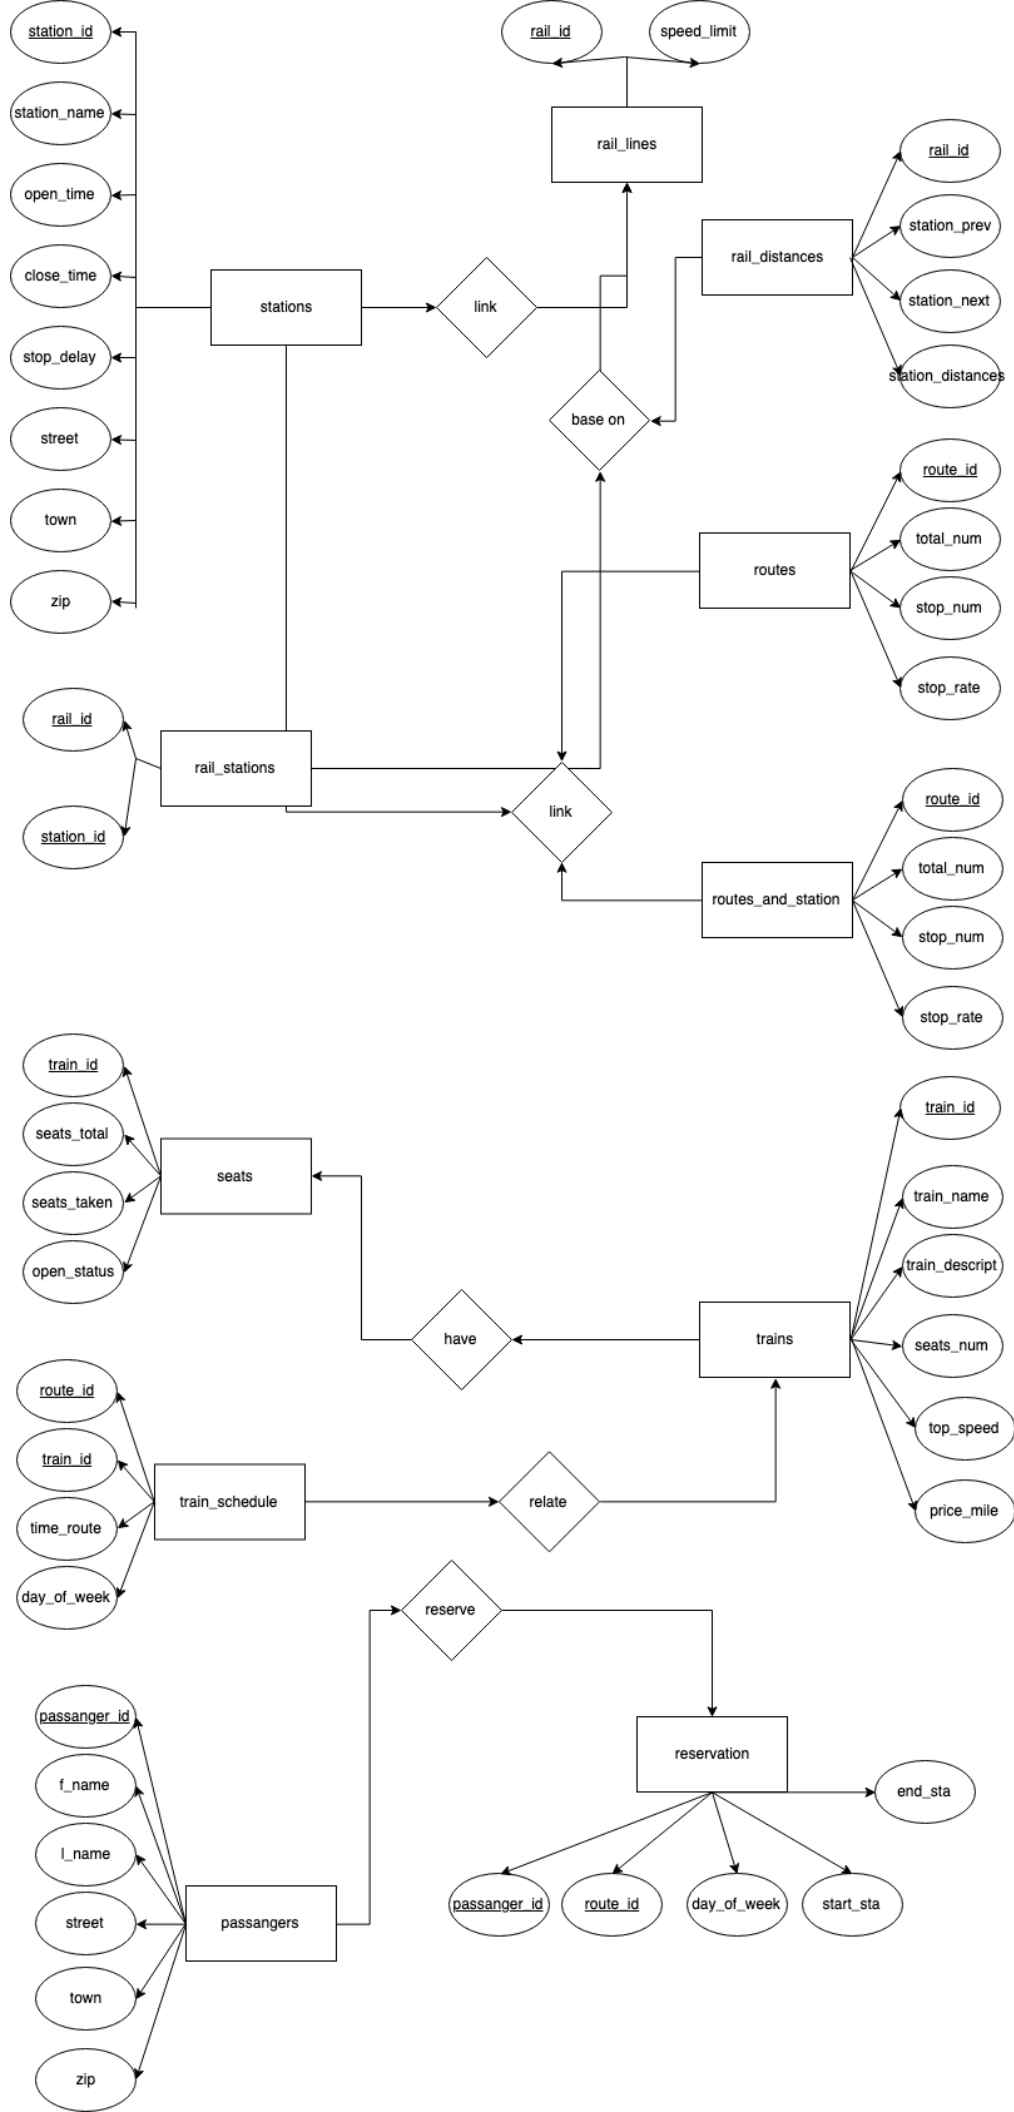 station_id
station_name
open_time
close_time
stop_delay
street
town
zip
stations
link
rail_id
speed_limit
rail_lines
rail_distances
rail_id
station_prev
station_next
station_distances
base on
routes
route_id
total_num
stop_num
stop_rate
rail_id
station_id
rail_stations
link
routes_and_station
route_id
total_num
stop_num
stop_rate
train_id
seats_total
seats_taken
open_status
seats
have
trains
train_id
train_name
train_descript
seats_num
top_speed
price_mile
route_id
train_id
time_route
day_of_week
train_schedule
relate
reserve
passanger_id
f_name
l_name
street
town
zip
passangers
reservation
end_sta
passanger_id
route_id
day_of_week
start_sta